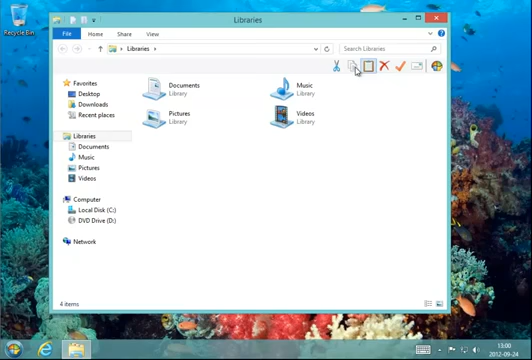 Recycle Bin
Libraries
File
Home
Share
View
Libraries
Search Libraries
Favorites
Desktop
Downloads
Recent places
Libraries
Documents
Music
Pictures
Videos
Computer
Local Disk (C:)
DVD Drive (D:)
Network
Documents
Library
Music
Library
Pictures
Library
Videos
Library
4 items
13:00
2012-09-24